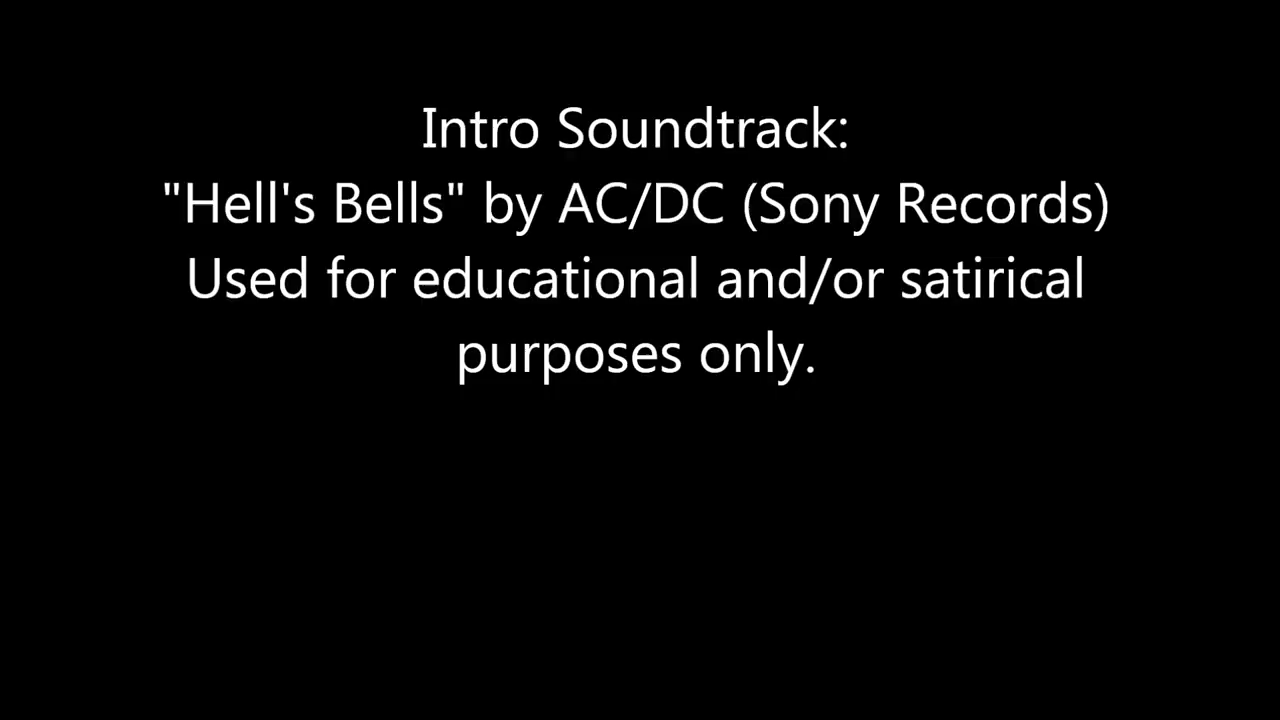 Intro Soundtrack:
"Hell's Bells" by AC/DC (Sony Records)
Used for educational and/or satirical
purposes only.